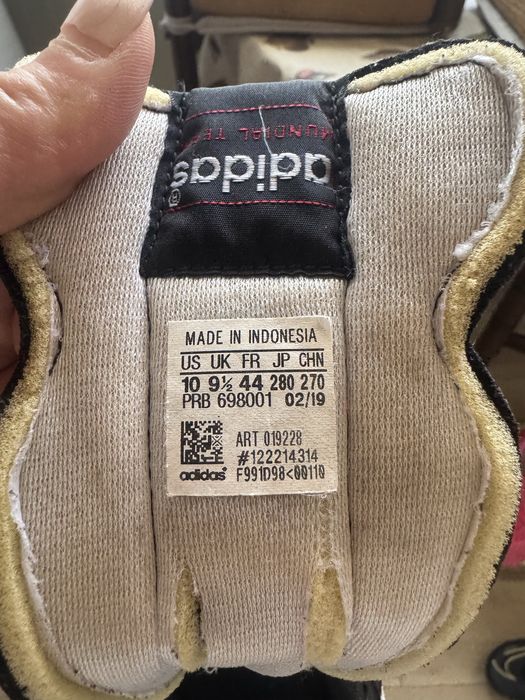 MUNDIAL TEAM
adidas®
MADE IN INDONESIA
US UK FR JP CHN
10 9½ 44 280 270
PRB 698001 02/19
ART 019228
#122214314
adidas® F991D98<00110